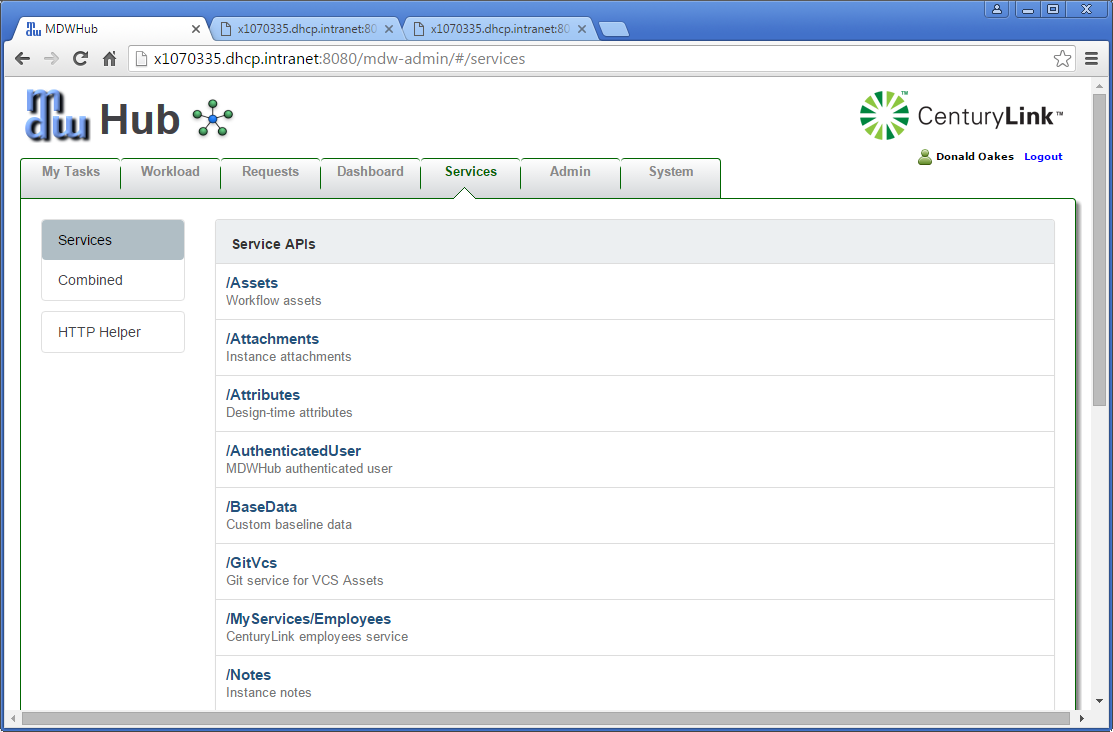 MDWHub
x1070335.dhcp.intranet:80
x1070335.dhcp.intranet:80
x1070335.dhcp.intranet:8080/mdw-admin/#/services
mdw Hub
CenturyLink™
Donald Oakes Logout
My Tasks Workload Requests Dashboard Services Admin System
Services
Combined
HTTP Helper
Service APIs
/Assets
Workflow assets
/Attachments
Instance attachments
/Attributes
Design-time attributes
/AuthenticatedUser
MDWHub authenticated user
/BaseData
Custom baseline data
/GitVcs
Git service for VCS Assets
/MyServices/Employees
CenturyLink employees service
/Notes
Instance notes